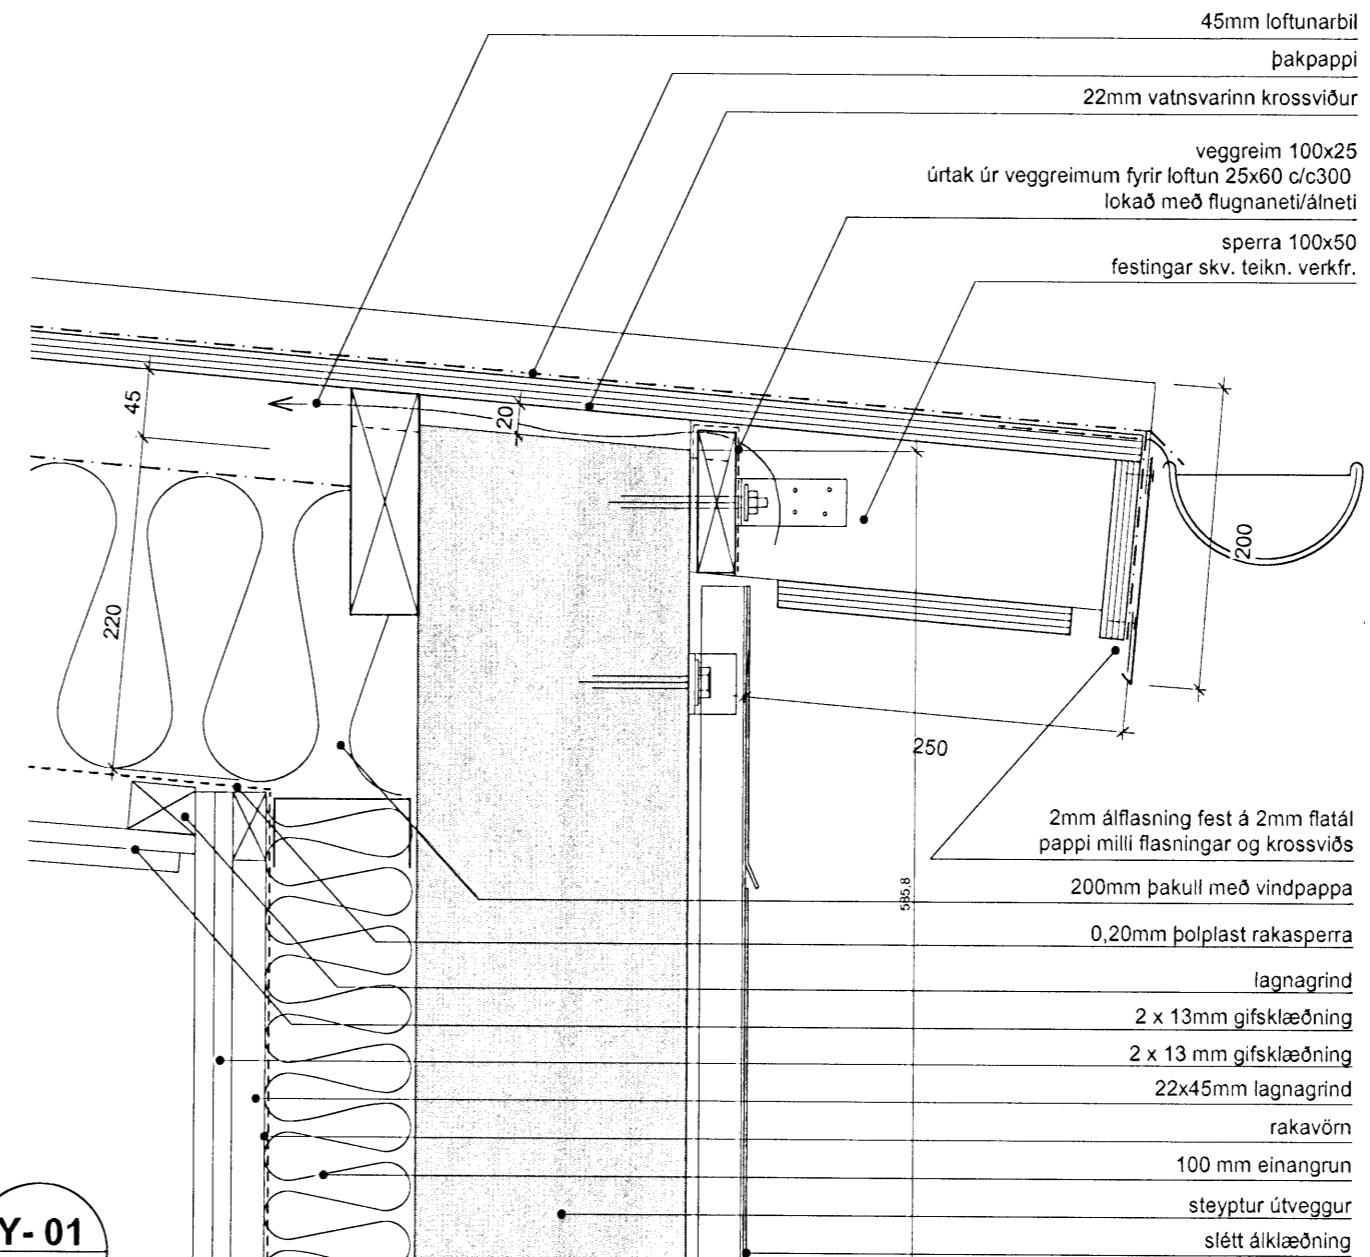 45mm loftunarbil
þakpappi
22mm vatnsvarinn krossviður
veggreim 100x25
úrtak úr veggreimum fyrir loftun 25x60 c/c300
lokað með flugnaneti/álneti
sperra 100x50
festingar skv. teikn. verkfr.
45
20
200
220
250
2mm álflasning fest á 2mm flatál
pappi milli flasningar og krossviðs
585.8
200mm þakull með vindpappa
0,20mm þolplast rakasperra
lagnagrind
2 x 13mm gifsklæðning
2 x 13 mm gifsklæðning
22x45mm lagnagrind
rakavörn
100 mm einangrun
steyptur útveggur
slétt álklæðning
Y- 01